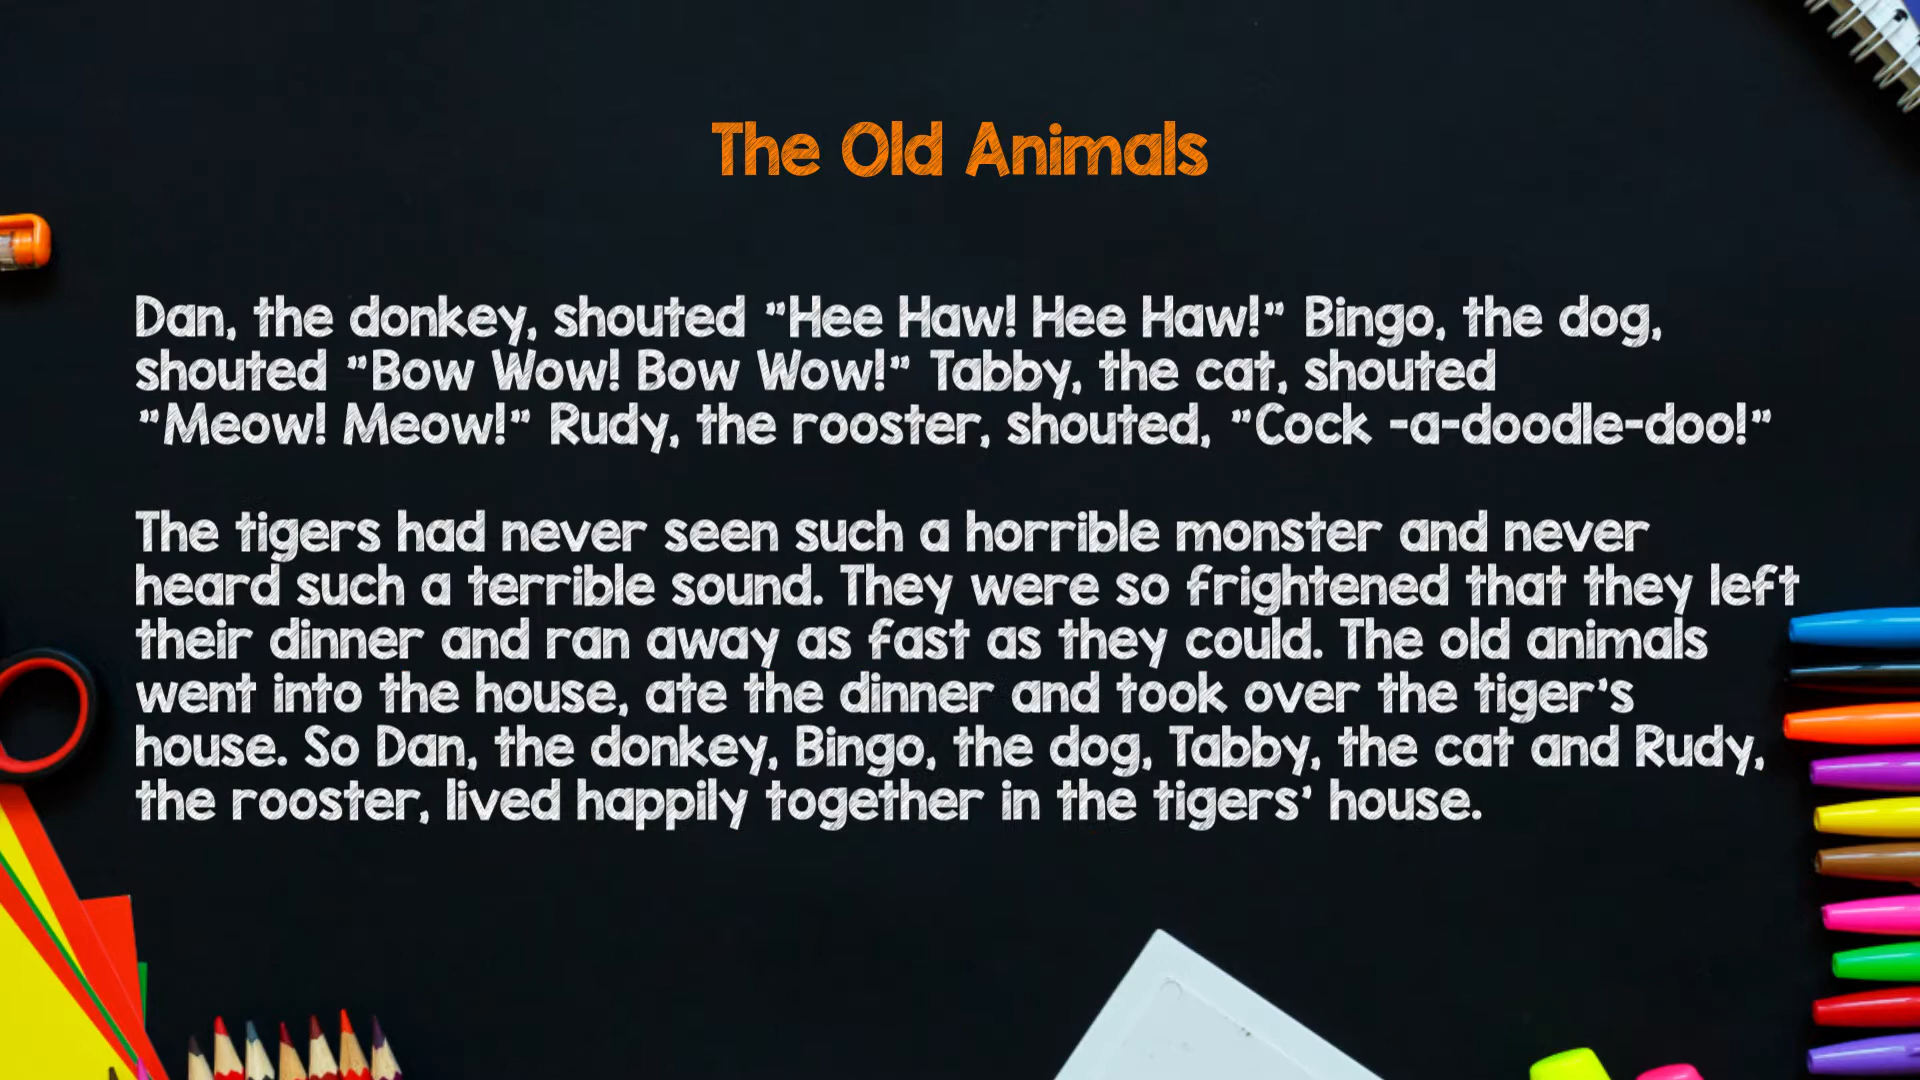 The Old Animals
Dan, the donkey, shouted "Hee Haw! Hee Haw!" Bingo, the dog,
shouted "Bow Wow! Bow Wow!" Tabby, the cat, shouted
"Meow! Meow!" Rudy, the rooster, shouted, "Cock -a-doodle-doo!"
The tigers had never seen such a horrible monster and never
heard such a terrible sound. They were so frightened that they left
their dinner and ran away as fast as they could. The old animals
went into the house, ate the dinner and took over the tiger's
house. So Dan, the donkey, Bingo, the dog, Tabby, the cat and Rudy,
the rooster, lived happily together in the tigers' house.